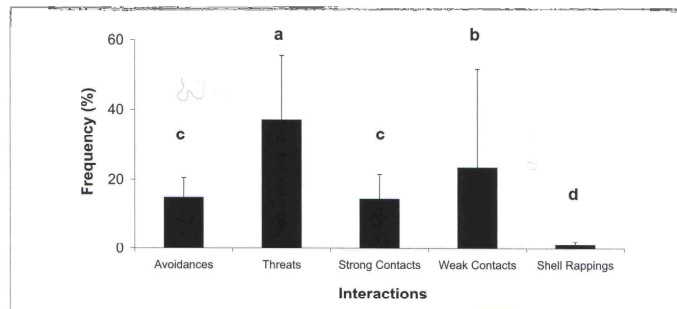 60
40
20
0
Frequency (%)
c
a
c
b
d
Avoidances
Threats
Strong Contacts
Weak Contacts
Shell Rappings
Interactions